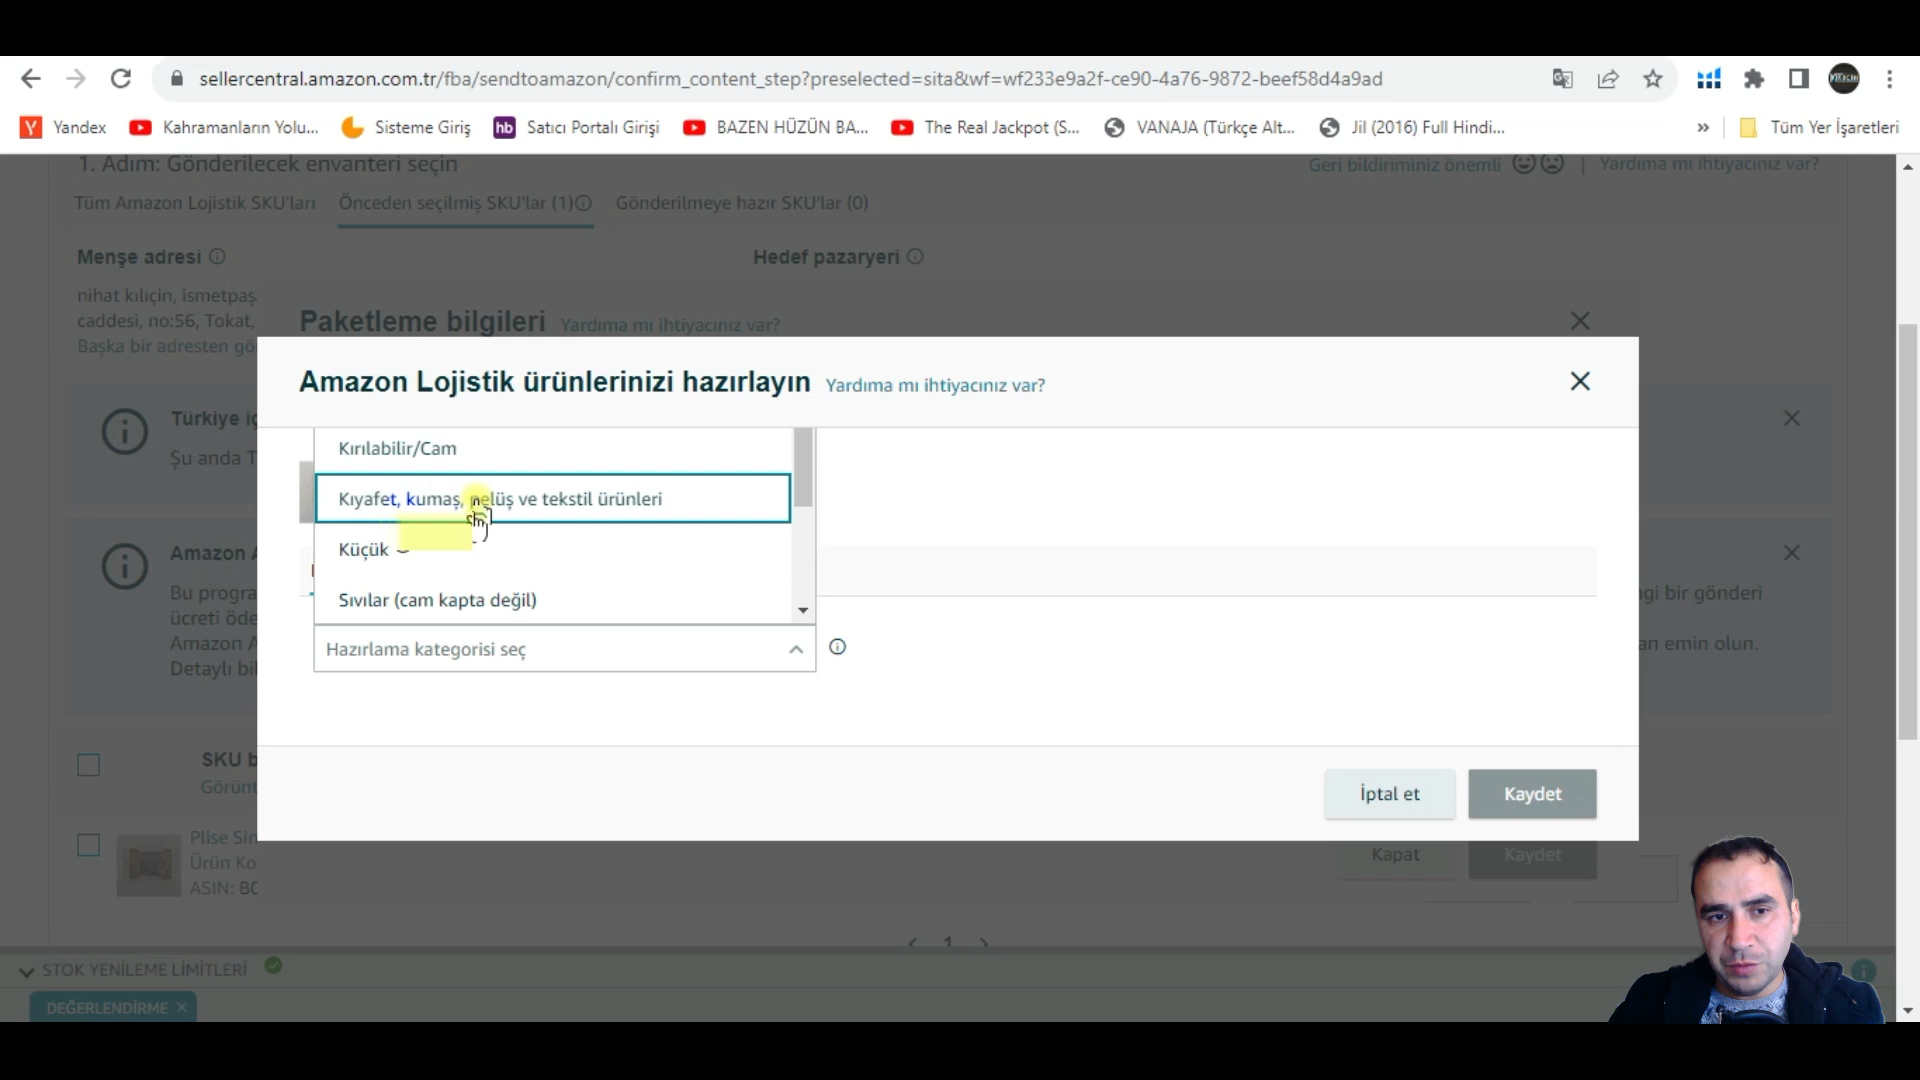 sellercentral.amazon.com.tr/fba/sendtoamazon/confirm_content_step?preselected=sita&wf=wf233e9a2f-ce90-4a76-9872-beef58d4a9ad
Yandex
Kahramanların Yolu...
Sisteme Giriş
hb
Satıcı Portalı Girişi
BAZEN HÜZÜN BA...
The Real Jackpot (S...
VANAJA (Türkçe Alt...
Jil (2016) Full Hindi...
»
Tüm Yer İşaretleri
1. Adım: Gönderilecek envanteri seçin
Geri bildiriminiz önemli
| Yardıma mı ihtiyacınız var?
Tüm Amazon Lojistik SKU'ları
Önceden seçilmiş SKU'lar (1)
Gönderilmeye hazır SKU'lar (0)
Menşe adresi
Hedef pazaryeri
nihat kılıçin, ismetpaş
caddesi, no:56, Tokat,
Başka bir adresten gö
Paketleme bilgileri Yardıma mı ihtiyacınız var?
Amazon Lojistik ürünlerinizi hazırlayın Yardıma mı ihtiyacınız var?
Türkiye iç
Şu anda T
Kırılabilir/Cam
Kıyafet, kumaş, pelüş ve tekstil ürünleri
Küçük
Sıvılar (cam kapta değil)
Hazırlama kategorisi seç
Amazon A
Bu progra
ücreti öde
Amazon A
Detaylı bil
gi bir gönderi
an emin olun.
İptal et
Kaydet
SKU b
Görünt
Plise Sin
Ürün Ko
ASIN: B0
Kapat
Kaydet
1
STOK YENİLEME LİMİTLERİ
DEĞERLENDİRME